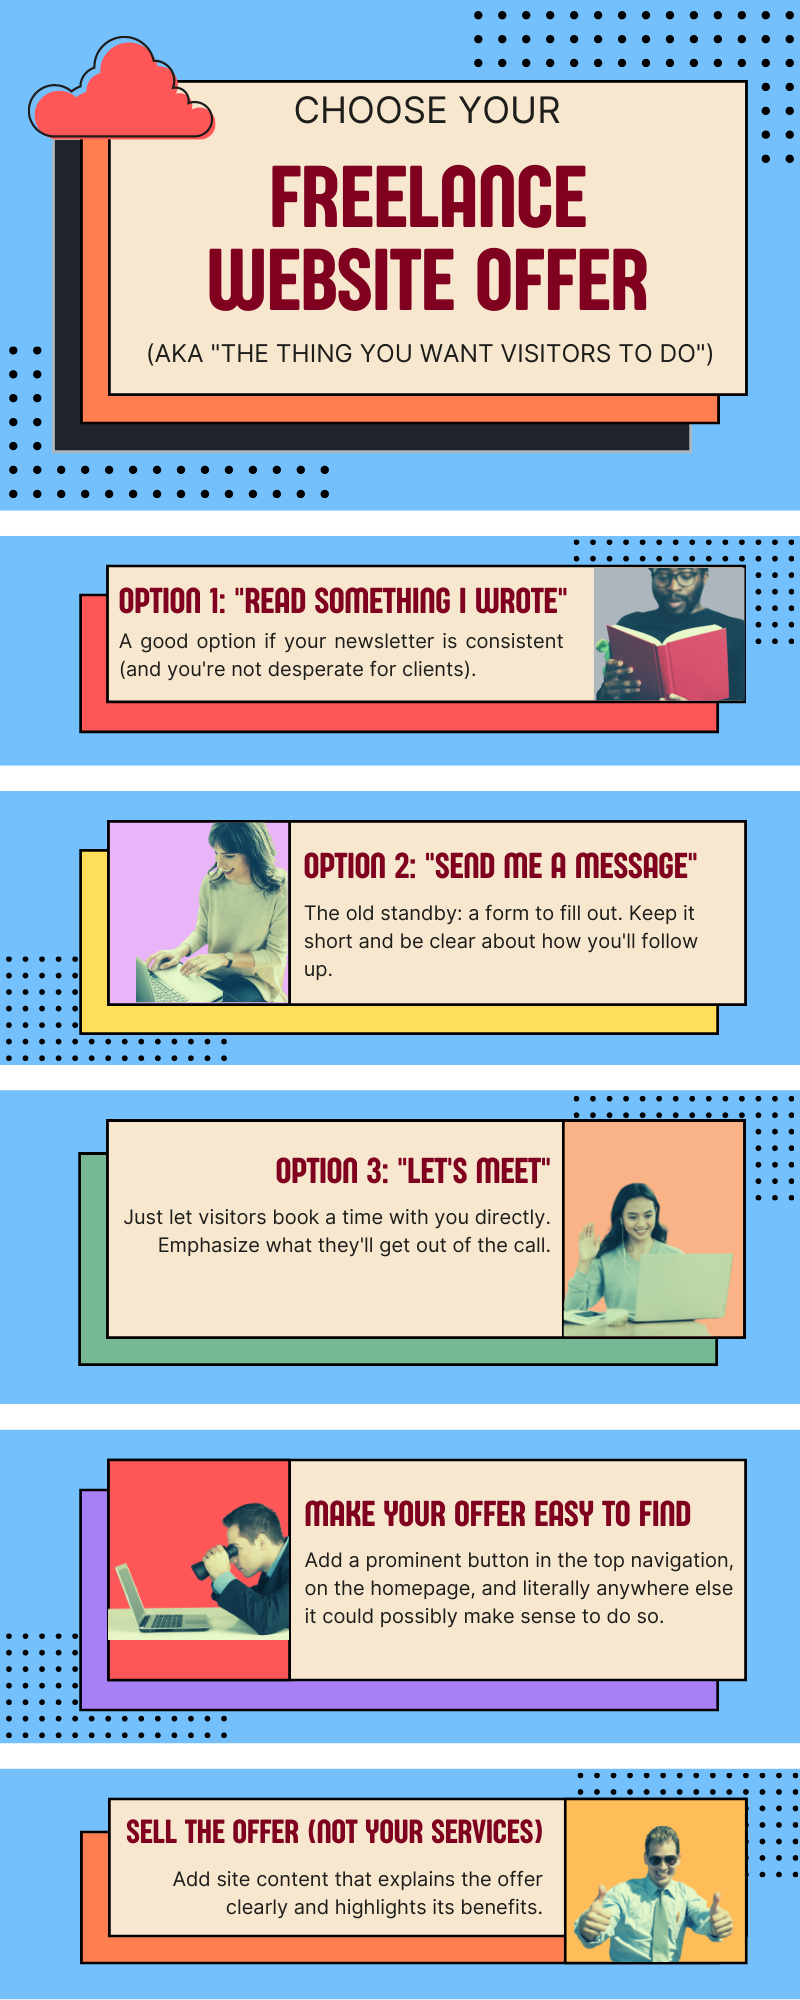 CHOOSE YOUR
FREELANCE
WEBSITE OFFER
(AKA "THE THING YOU WANT VISITORS TO DO")
OPTION 1: "READ SOMETHING I WROTE"
A good option if your newsletter is consistent
(and you're not desperate for clients).
OPTION 2: "SEND ME A MESSAGE"
The old standby: a form to fill out. Keep it
short and be clear about how you'll follow
up.
OPTION 3: "LET'S MEET"
Just let visitors book a time with you directly.
Emphasize what they'll get out of the call.
MAKE YOUR OFFER EASY TO FIND
Add a prominent button in the top navigation,
on the homepage, and literally anywhere else
it could possibly make sense to do so.
SELL THE OFFER (NOT YOUR SERVICES)
Add site content that explains the offer
clearly and highlights its benefits.